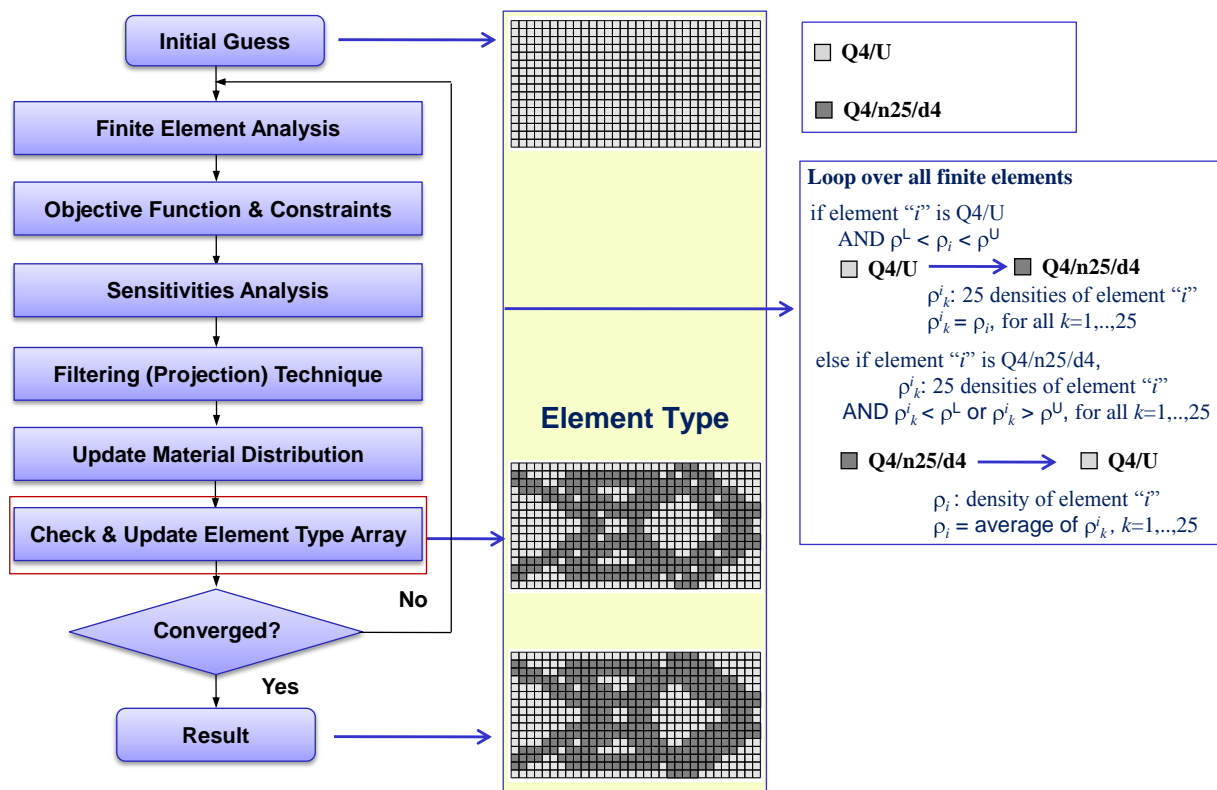 Initial Guess
Finite Element Analysis
Objective Function & Constraints
Sensitivities Analysis
Filtering (Projection) Technique
Update Material Distribution
Check & Update Element Type Array
No
Converged?
Yes
Result
Element Type
Q4/U
Q4/n25/d4
Loop over all finite elements
if element “i” is Q4/U
AND ρᴸ < ρᵢ < ρᵁ
Q4/U Q4/n25/d4
ρⁱₖ: 25 densities of element “i”
ρⁱₖ = ρᵢ, for all k=1,..,25
else if element “i” is Q4/n25/d4,
ρⁱₖ: 25 densities of element “i”
AND ρⁱₖ < ρᴸ or ρⁱₖ > ρᵁ, for all k=1,..,25
Q4/n25/d4 Q4/U
ρᵢ : density of element “i”
ρᵢ = average of ρⁱₖ, k=1,..,25